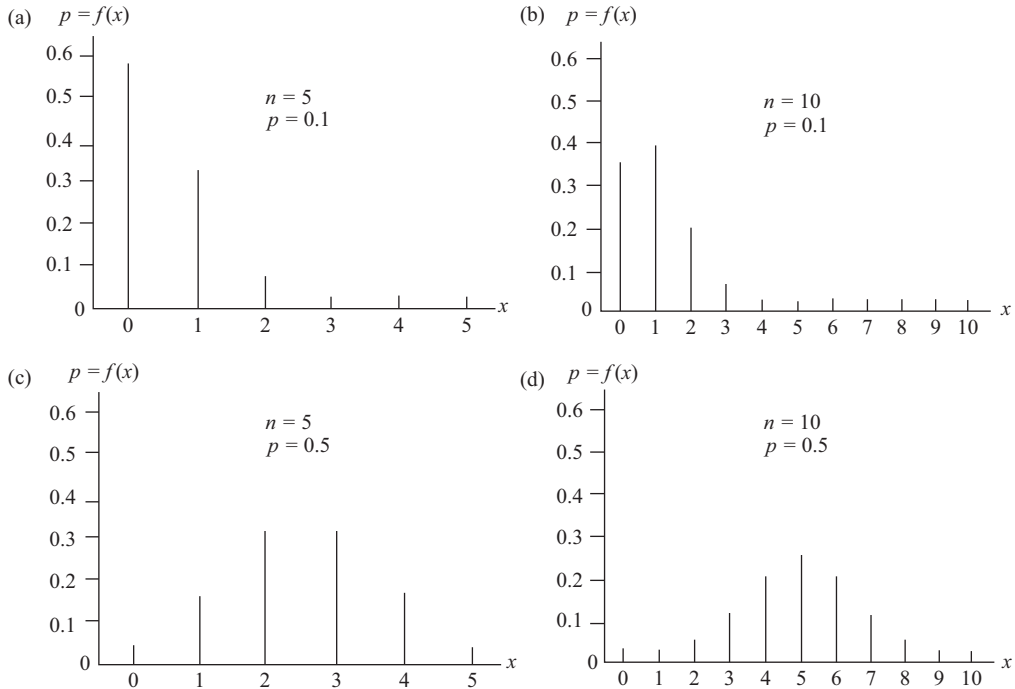 (a) p = f(x)
0.6
0.5
0.4
0.3
0.2
0.1
0
n = 5
p = 0.1
x
0 1 2 3 4 5
(b) p = f(x)
0.6
0.5
0.4
0.3
0.2
0.1
0
n = 10
p = 0.1
x
0 1 2 3 4 5 6 7 8 9 10
(c) p = f(x)
0.6
0.5
0.4
0.3
0.2
0.1
0
n = 5
p = 0.5
x
0 1 2 3 4 5
(d) p = f(x)
0.6
0.5
0.4
0.3
0.2
0.1
0
n = 10
p = 0.5
x
0 1 2 3 4 5 6 7 8 9 10